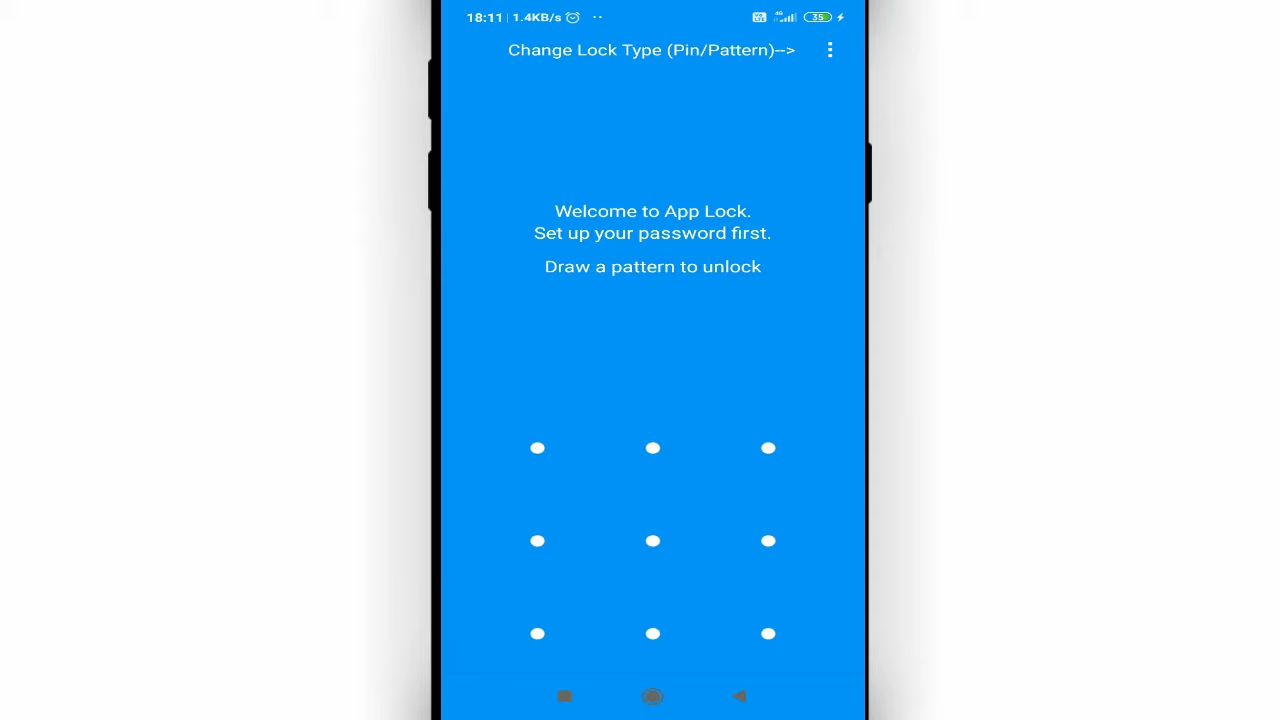 18:11 | 1.4KB/s
4G
35
Change Lock Type (Pin/Pattern)-->
Welcome to App Lock.
Set up your password first.
Draw a pattern to unlock